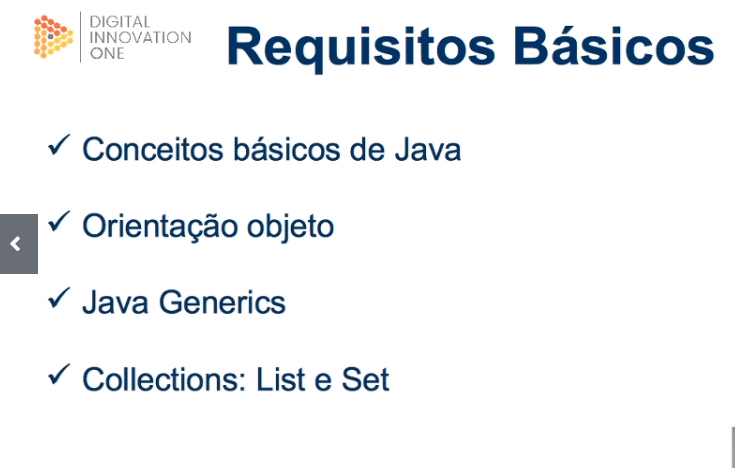 DIGITAL
INNOVATION
ONE
Requisitos Básicos
✓ Conceitos básicos de Java
✓ Orientação objeto
✓ Java Generics
✓ Collections: List e Set